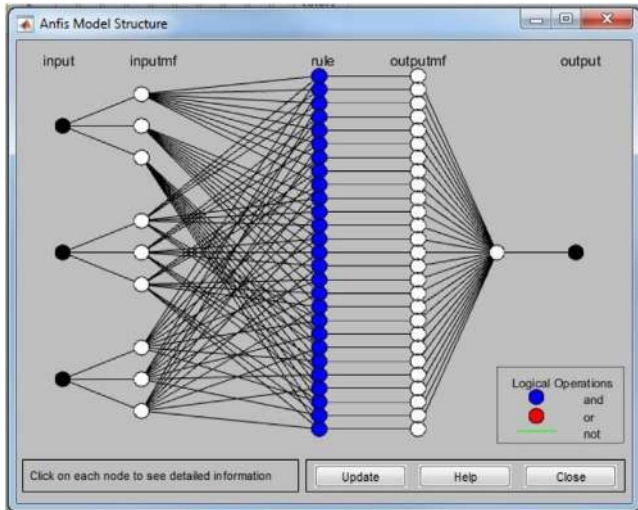 Anfis Model Structure
input inputmf rule outputmf output
Logical Operations
and
or
not
Click on each node to see detailed information
Update Help Close